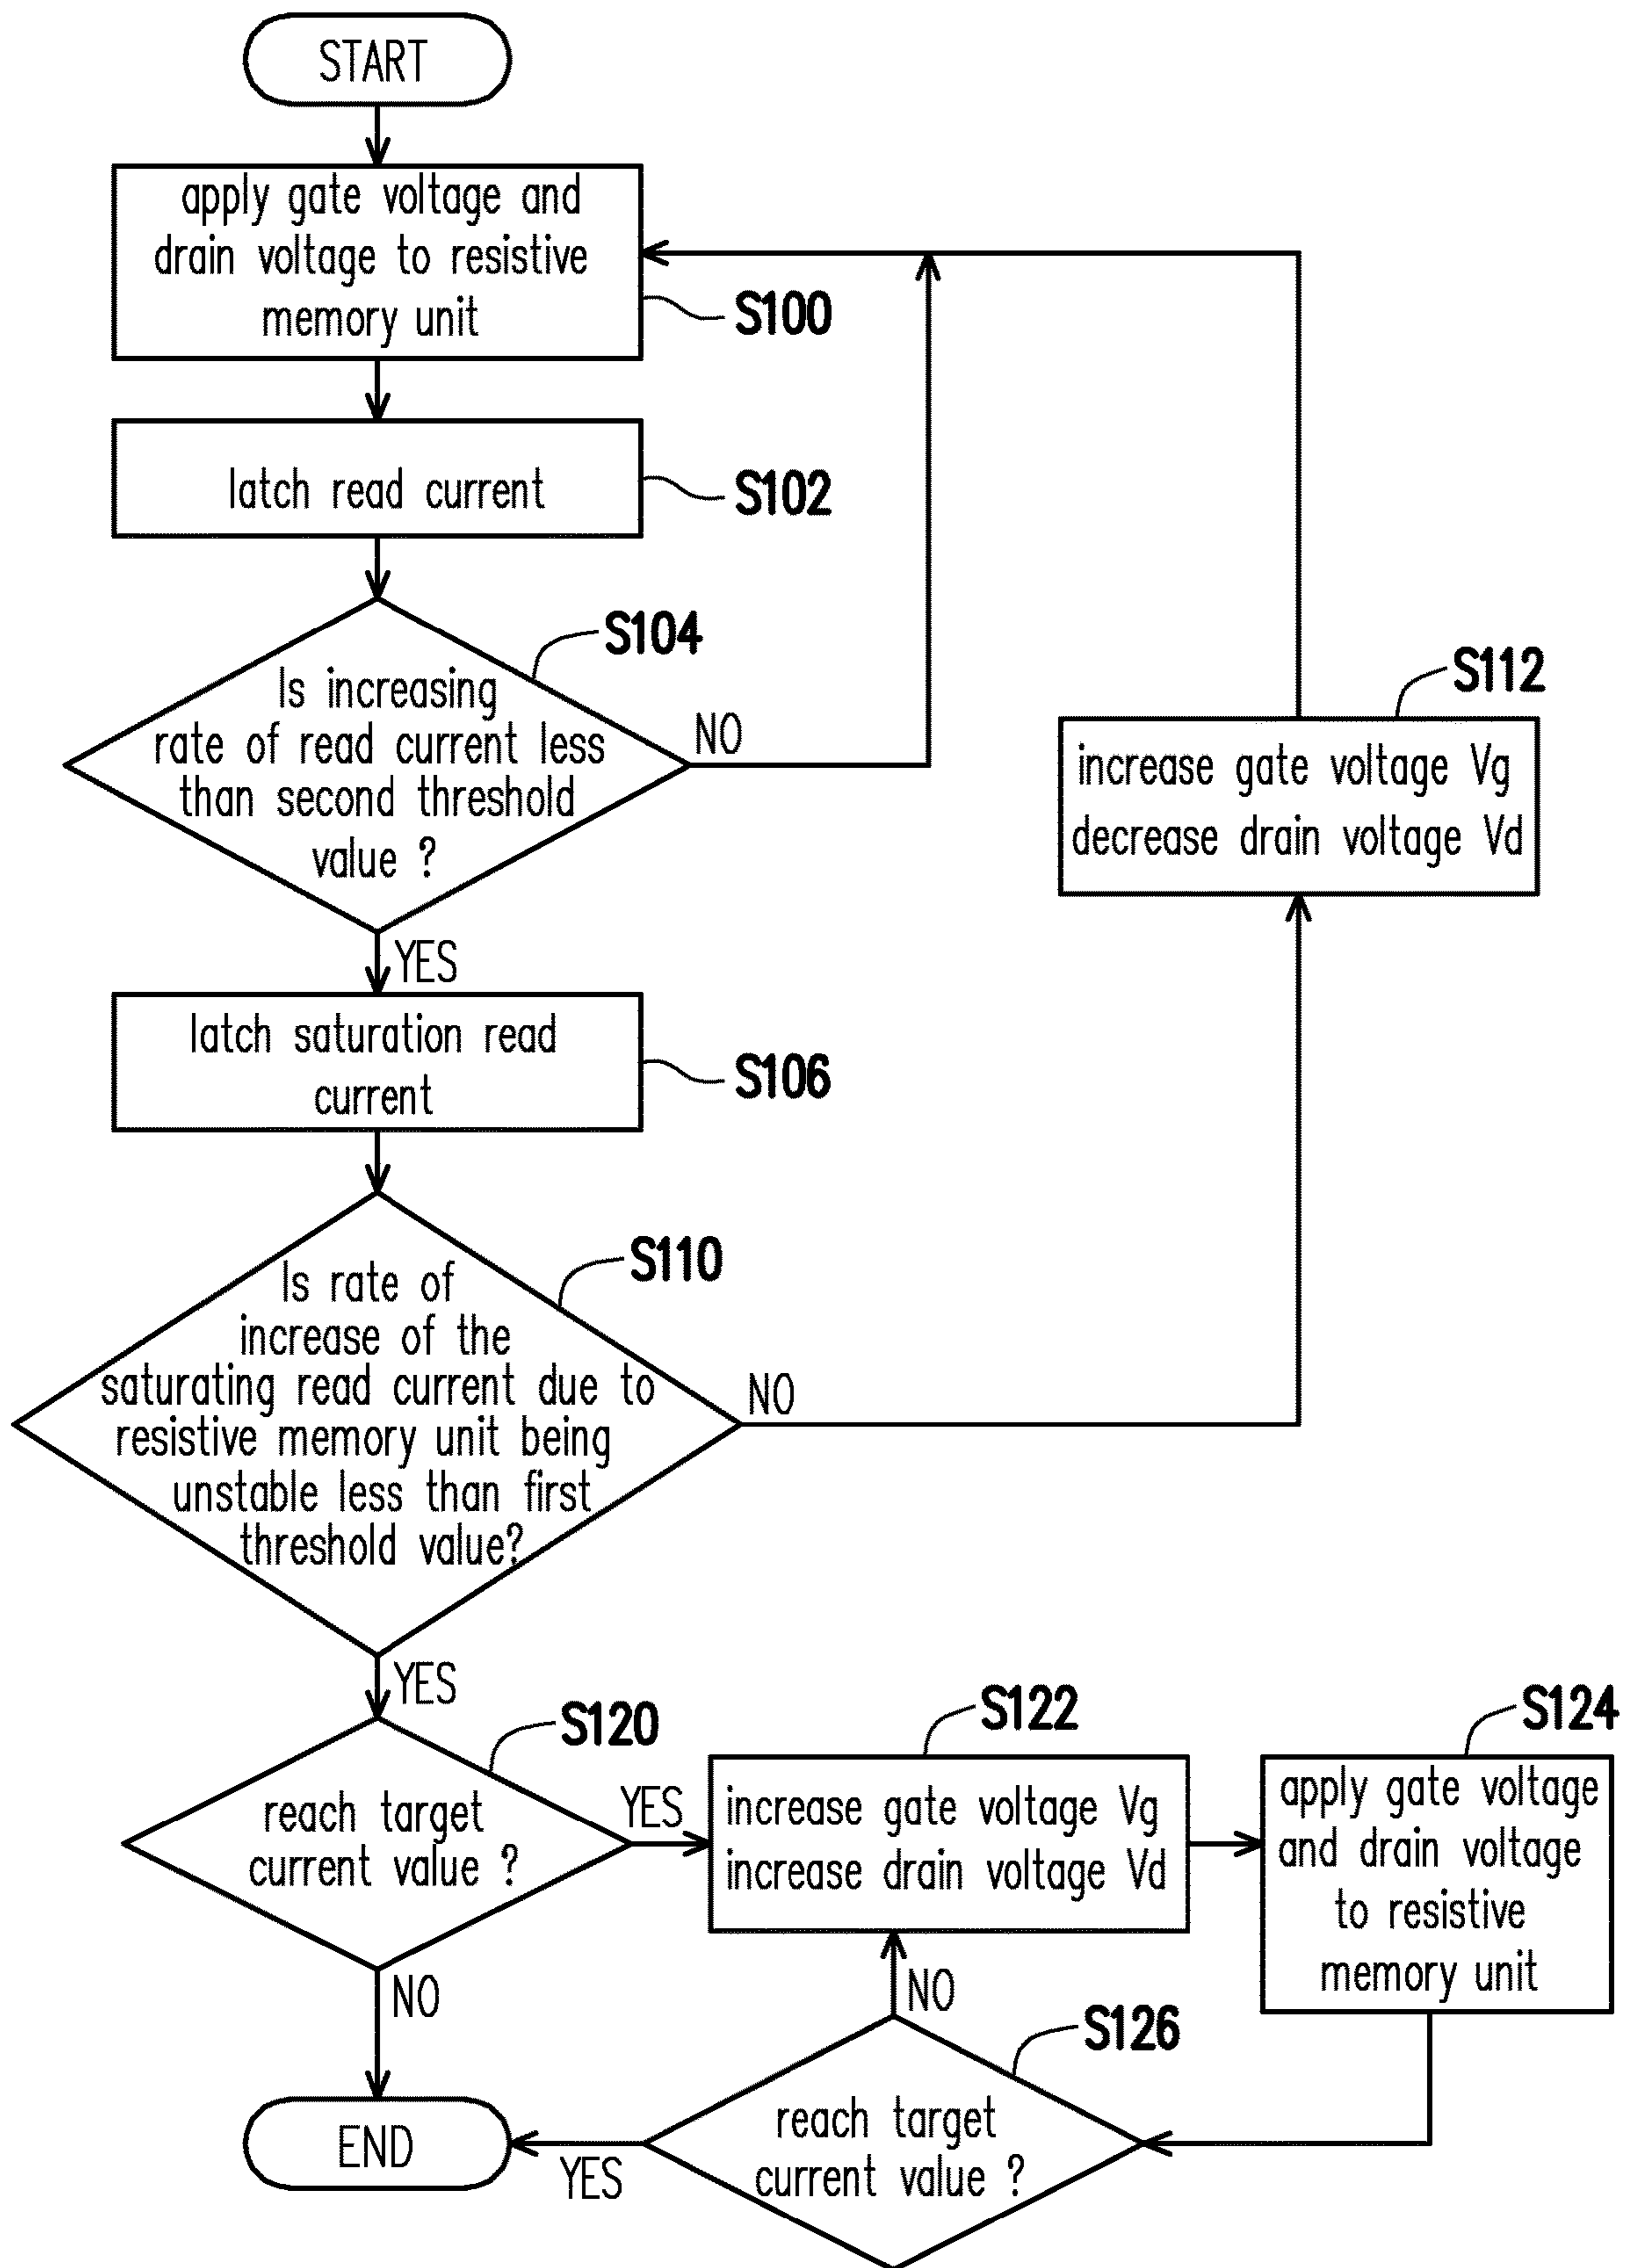 START
apply gate voltage and
drain voltage to resistive
memory unit
S100
latch read current
S102
S104
Is increasing
rate of read current less
than second threshold
value ?
NO
YES
S112
increase gate voltage Vg
decrease drain voltage Vd
latch saturation read
current
S106
S110
Is rate of
increase of the
saturating read current due to
resistive memory unit being
unstable less than first
threshold value?
NO
YES
S120
reach target
current value ?
YES
NO
S122
increase gate voltage Vg
increase drain voltage Vd
S124
apply gate voltage
and drain voltage
to resistive
memory unit
NO
S126
reach target
current value ?
YES
END